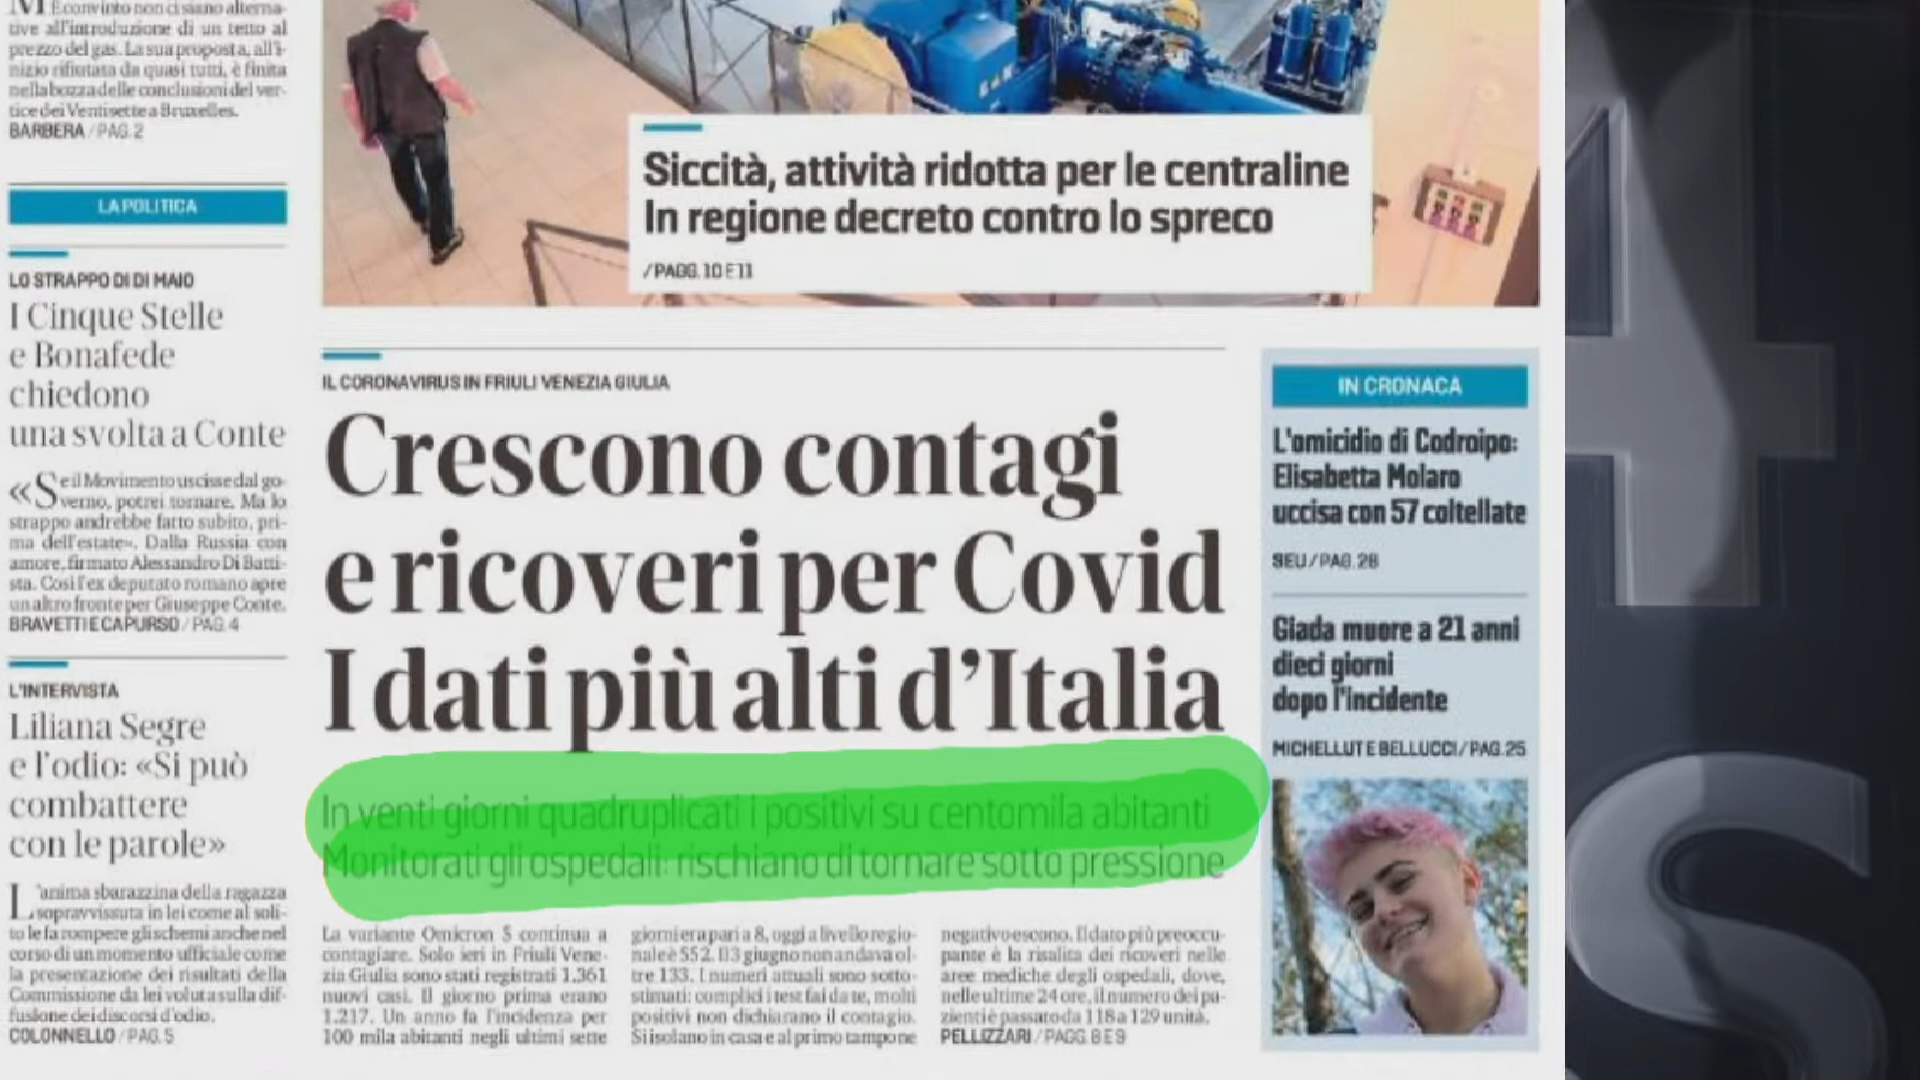 È convinto non ci siano alterna-
tive all'introduzione di un tetto al
prezzo del gas. La sua proposta, all'i-
nizio rifiutata da quasi tutti, è finita
nella bozza delle conclusioni del ver-
tice dei Ventisette a Bruxelles.
BARBERA / PAG. 2
LA POLITICA
LO STRAPPO DI DI MAIO
I Cinque Stelle
e Bonafede
chiedono
una svolta a Conte
«Se il Movimento uscisse dal go-
verno, potrei tornare. Ma lo
strappo andrebbe fatto subito, pri-
ma dell'estate». Dalla Russia con
amore, firmato Alessandro Di Batti-
sta. Così l'ex deputato romano apre
un altro fronte per Giuseppe Conte.
BRAVETTI E CAPURSO / PAG. 4
L'INTERVISTA
Liliana Segre
e l'odio: «Si può
combattere
con le parole»
L'anima sbarazzina della ragazza
sopravvissuta in lei come al soli-
to le fa rompere gli schemi anche nel
corso di un momento ufficiale come
la presentazione dei risultati della
Commissione da lei voluta sulla dif-
fusione dei discorsi d'odio.
COLONNELLO / PAG. 5
Siccità, attività ridotta per le centraline
In regione decreto contro lo spreco
/ PAGG. 10 E 11
IL CORONAVIRUS IN FRIULI VENEZIA GIULIA
Crescono contagi
e ricoveri per Covid
I dati più alti d'Italia
In venti giorni quadruplicati i positivi su centomila abitanti
Monitorati gli ospedali: rischiano di tornare sotto pressione
La variante Omicron 5 continua a
contagiare. Solo ieri in Friuli Vene-
zia Giulia sono stati registrati 1.361
nuovi casi. Il giorno prima erano
1.217. Un anno fa l'incidenza per
100 mila abitanti negli ultimi sette
giorni era pari a 8, oggi a livello regio-
nale è 552. Il 3 giugno non andava ol-
tre 133. I numeri attuali sono sotto-
stimati: complici i test fai da te, molti
positivi non dichiarano il contagio.
Si isolano in casa e al primo tampone
negativo escono. Il dato più preoccu-
pante è la risalita dei ricoveri nelle
aree mediche degli ospedali, dove,
nelle ultime 24 ore, il numero dei pa-
zienti è passato da 118 a 129 unità.
PELLIZZARI / PAGG. 8 E 9
IN CRONACA
L'omicidio di Codroipo:
Elisabetta Molaro
uccisa con 57 coltellate
SEU / PAG. 28
Giada muore a 21 anni
dieci giorni
dopo l'incidente
MICHELLUT E BELLUCCI / PAG. 25
4
S